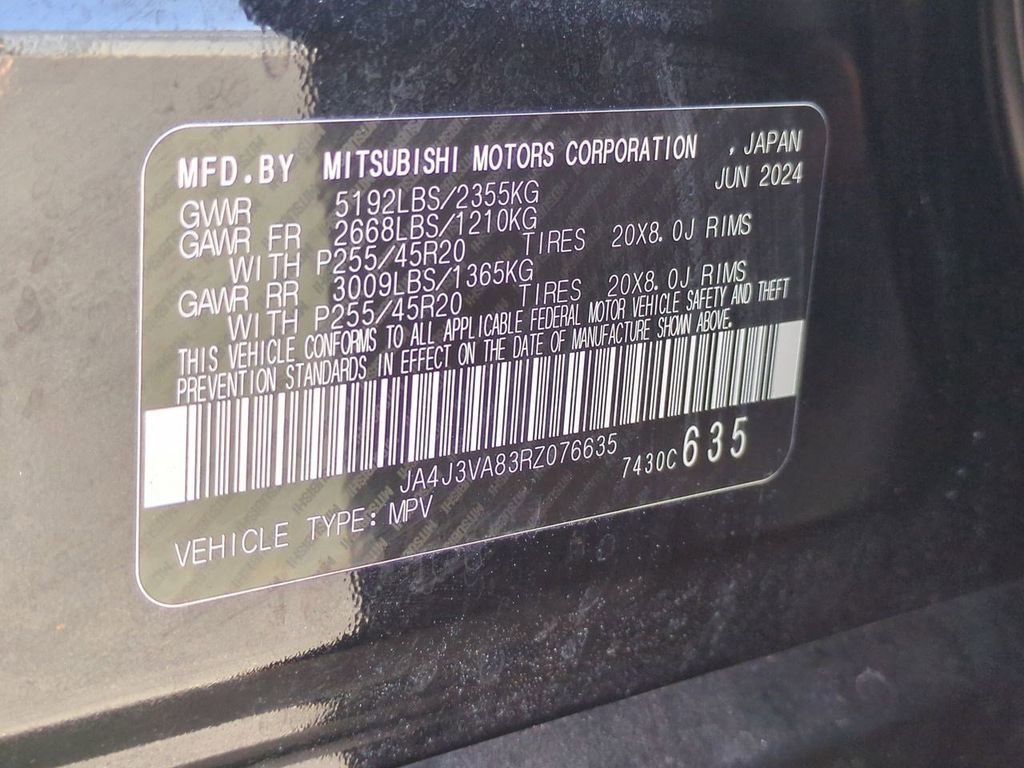 MFD.BY MITSUBISHI MOTORS CORPORATION , JAPAN
JUN 2024
GVWR 5192LBS/2355KG
GAWR FR 2668LBS/1210KG
WITH P255/45R20 TIRES 20X8.0J RIMS
GAWR RR 3009LBS/1365KG
WITH P255/45R20 TIRES 20X8.0J RIMS
THIS VEHICLE CONFORMS TO ALL APPLICABLE FEDERAL MOTOR VEHICLE SAFETY AND THEFT
PREVENTION STANDARDS IN EFFECT ON THE DATE OF MANUFACTURE SHOWN ABOVE.
JA4J3VA83RZ076635 7430C 635
VEHICLE TYPE: MPV